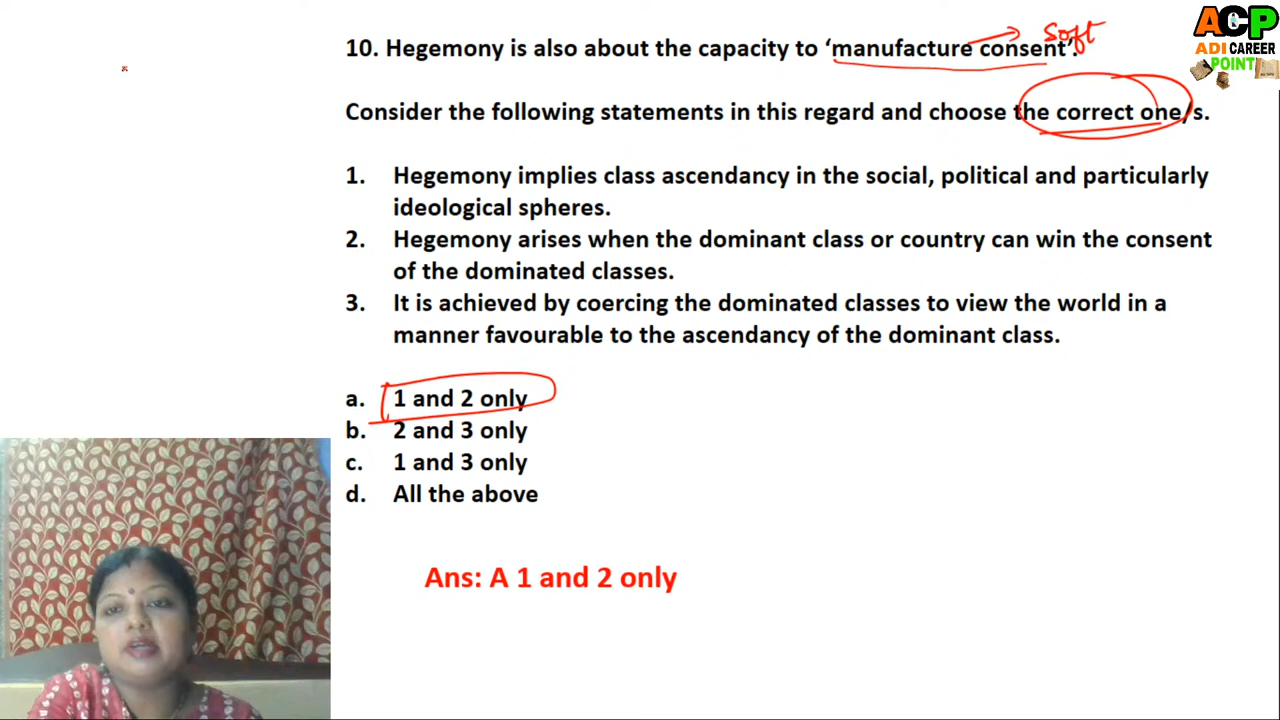 10. Hegemony is also about the capacity to ‘manufacture consent’.
soft
ACP
ADI CAREER
POINT
Consider the following statements in this regard and choose the correct one/s.
1. Hegemony implies class ascendancy in the social, political and particularly
ideological spheres.
2. Hegemony arises when the dominant class or country can win the consent
of the dominated classes.
3. It is achieved by coercing the dominated classes to view the world in a
manner favourable to the ascendancy of the dominant class.
a. 1 and 2 only
b. 2 and 3 only
c. 1 and 3 only
d. All the above
Ans: A 1 and 2 only